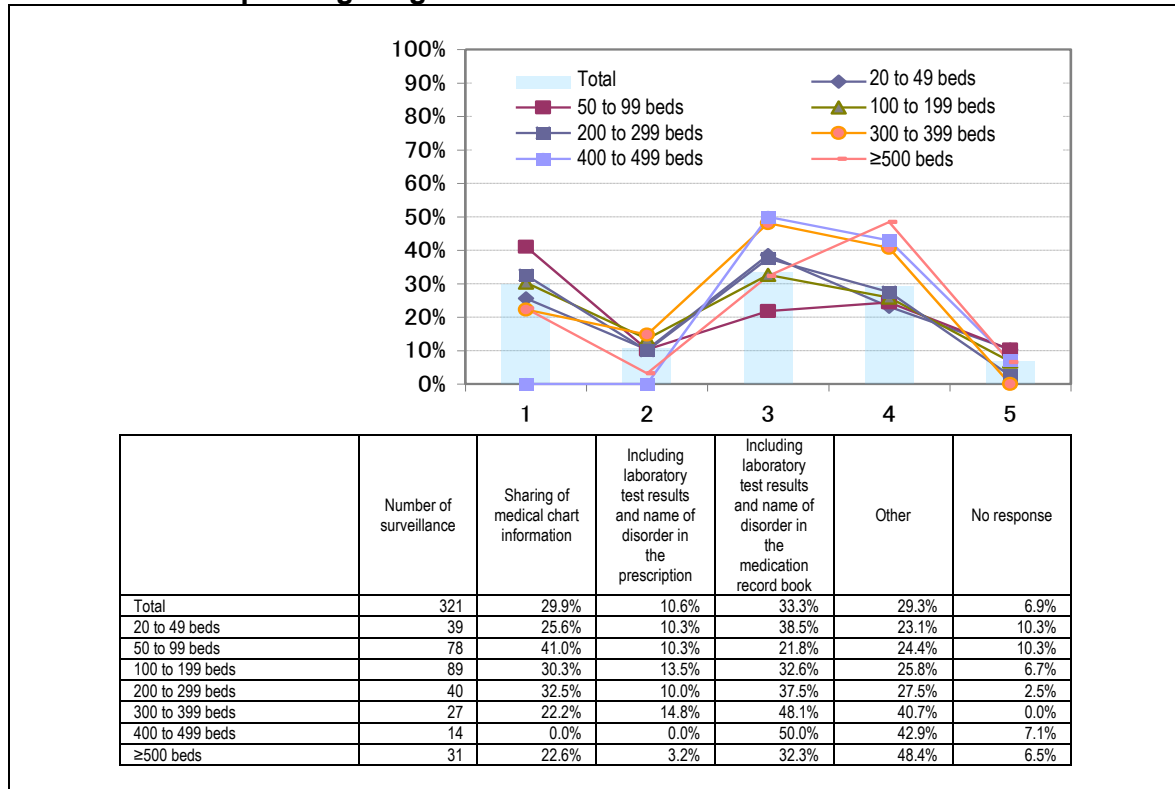 100%
90%
80%
70%
60%
50%
40%
30%
20%
10%
0%
Total
20 to 49 beds
50 to 99 beds
100 to 199 beds
200 to 299 beds
300 to 399 beds
400 to 499 beds
≥500 beds
1 2 3 4 5
Number of
surveillance
Sharing of
medical chart
information
Including
laboratory
test results
and name of
disorder in
the
prescription
Including
laboratory
test results
and name of
disorder in
the
medication
record book
Other
No response
Total 321 29.9% 10.6% 33.3% 29.3% 6.9%
20 to 49 beds 39 25.6% 10.3% 38.5% 23.1% 10.3%
50 to 99 beds 78 41.0% 10.3% 21.8% 24.4% 10.3%
100 to 199 beds 89 30.3% 13.5% 32.6% 25.8% 6.7%
200 to 299 beds 40 32.5% 10.0% 37.5% 27.5% 2.5%
300 to 399 beds 27 22.2% 14.8% 48.1% 40.7% 0.0%
400 to 499 beds 14 0.0% 0.0% 50.0% 42.9% 7.1%
≥500 beds 31 22.6% 3.2% 32.3% 48.4% 6.5%